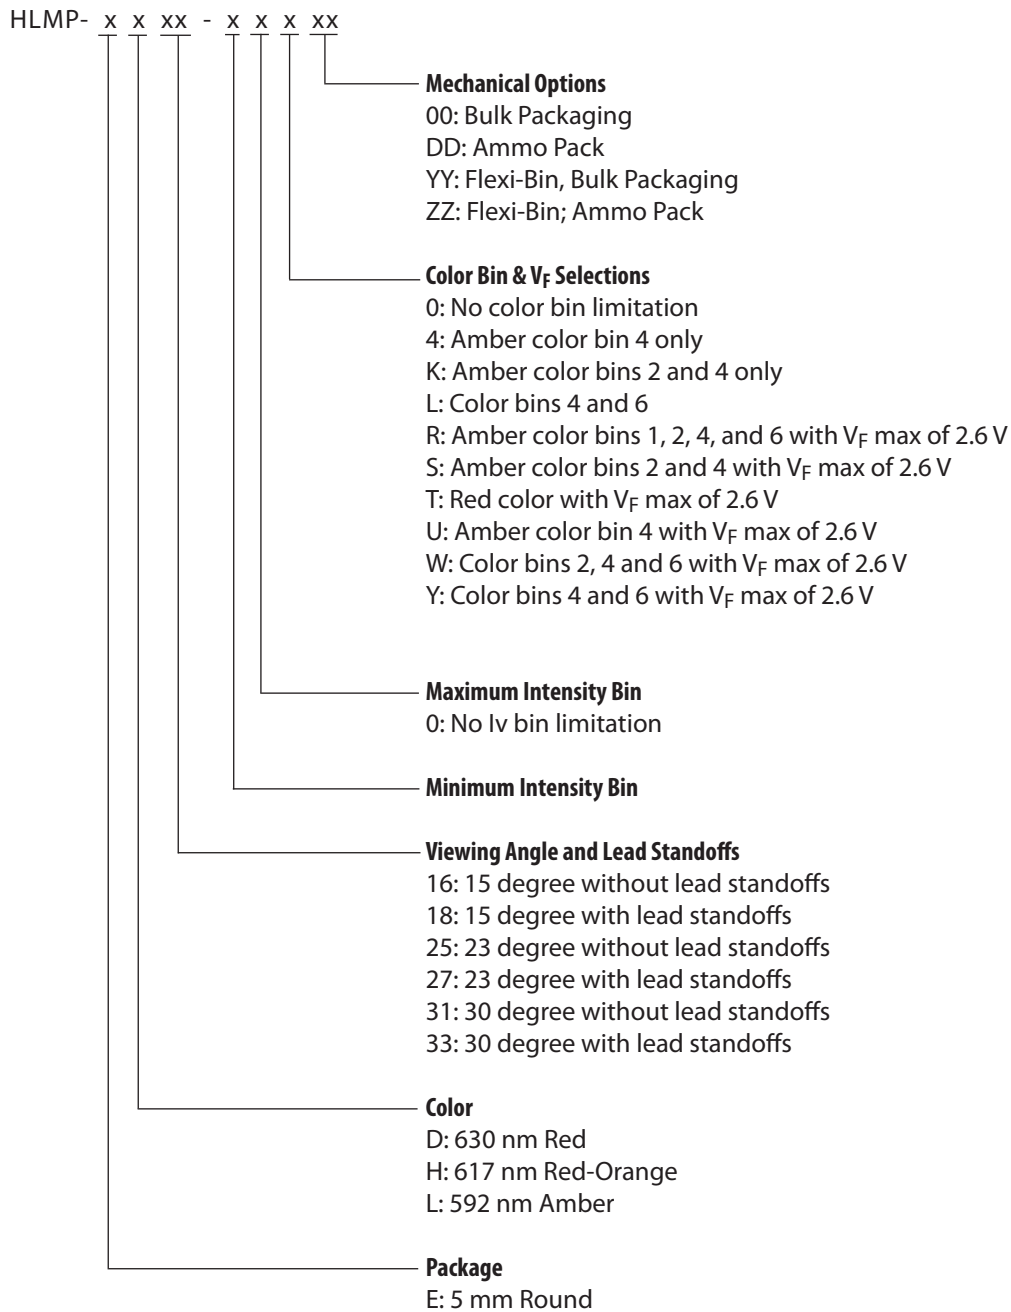 HLMP- x x xx - x x x xx
Mechanical Options
00: Bulk Packaging
DD: Ammo Pack
YY: Flexi-Bin, Bulk Packaging
ZZ: Flexi-Bin; Ammo Pack
Color Bin & VF Selections
0: No color bin limitation
4: Amber color bin 4 only
K: Amber color bins 2 and 4 only
L: Color bins 4 and 6
R: Amber color bins 1, 2, 4, and 6 with VF max of 2.6 V
S: Amber color bins 2 and 4 with VF max of 2.6 V
T: Red color with VF max of 2.6 V
U: Amber color bin 4 with VF max of 2.6 V
W: Color bins 2, 4 and 6 with VF max of 2.6 V
Y: Color bins 4 and 6 with VF max of 2.6 V
Maximum Intensity Bin
0: No Iv bin limitation
Minimum Intensity Bin
Viewing Angle and Lead Standoffs
16: 15 degree without lead standoffs
18: 15 degree with lead standoffs
25: 23 degree without lead standoffs
27: 23 degree with lead standoffs
31: 30 degree without lead standoffs
33: 30 degree with lead standoffs
Color
D: 630 nm Red
H: 617 nm Red-Orange
L: 592 nm Amber
Package
E: 5 mm Round